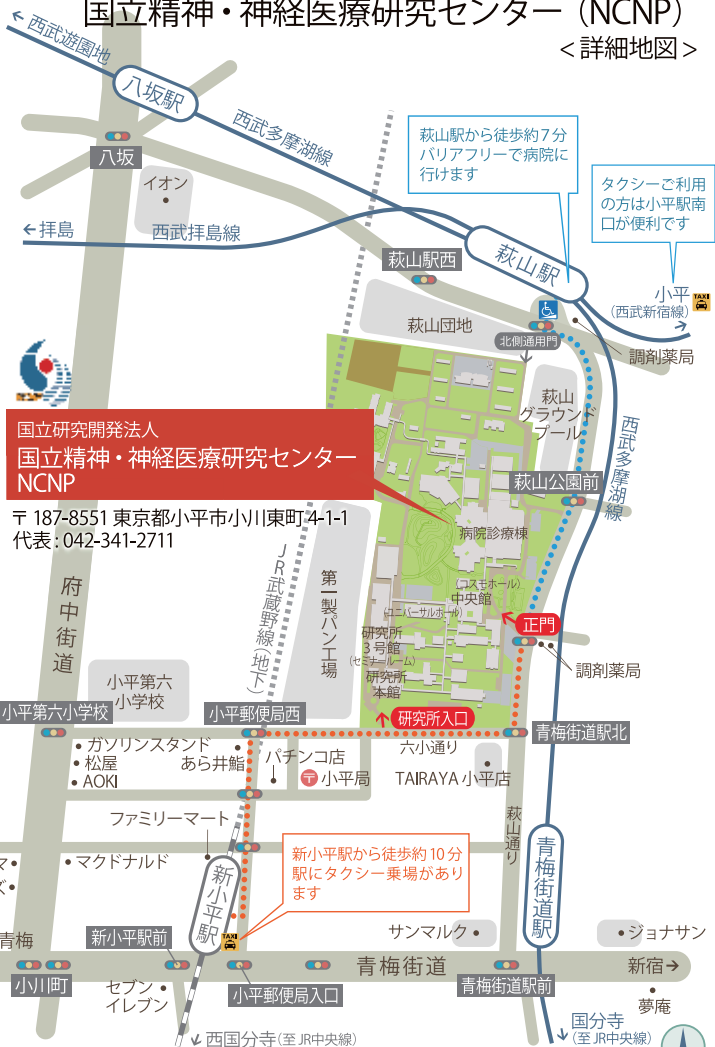 国立精神・神経医療研究センター（NCNP）
＜詳細地図＞
←西武遊園地
八坂駅
西武多摩湖線
八坂
イオン
萩山駅から徒歩約7分
バリアフリーで病院に
行けます
タクシーご利用
の方は小平駅南
口が便利です
←拝島
西武拝島線
萩山駅西
萩山駅
小平
(西武新宿線)
TAXI
萩山団地
北側通用門
調剤薬局
萩山
グラウンド
プール
西武多摩湖線
国立研究開発法人
国立精神・神経医療研究センター
NCNP
〒187-8551 東京都小平市小川東町 4-1-1
代表 : 042-341-2711
萩山公園前
病院診療棟
JR武蔵野線(地下)
第一製パン工場
(コスモホール)
中央館
(ユニバーサルホール)
府中街道
正門
研究所
3号館
(セミナールーム)
研究所
本館
調剤薬局
小平第六
小学校
小平第六小学校
小平郵便局西
研究所入口
青梅街道駅北
六小通り
ガソリンスタンド
松屋
AOKI
あら井鮨
パチンコ店
〒小平局
TAIRAYA 小平店
ファミリーマート
萩山通り
マ
ズ
マクドナルド
新小平駅から徒歩約10分
駅にタクシー乗場があり
ます
新小平駅
青梅街道駅
TAXI
サンマルク
ジョナサン
青梅
新小平駅前
青梅街道
新宿→
小川町
セブン
イレブン
小平郵便局入口
青梅街道駅前
夢庵
国分寺
(至 JR中央線)
西国分寺(至 JR中央線)